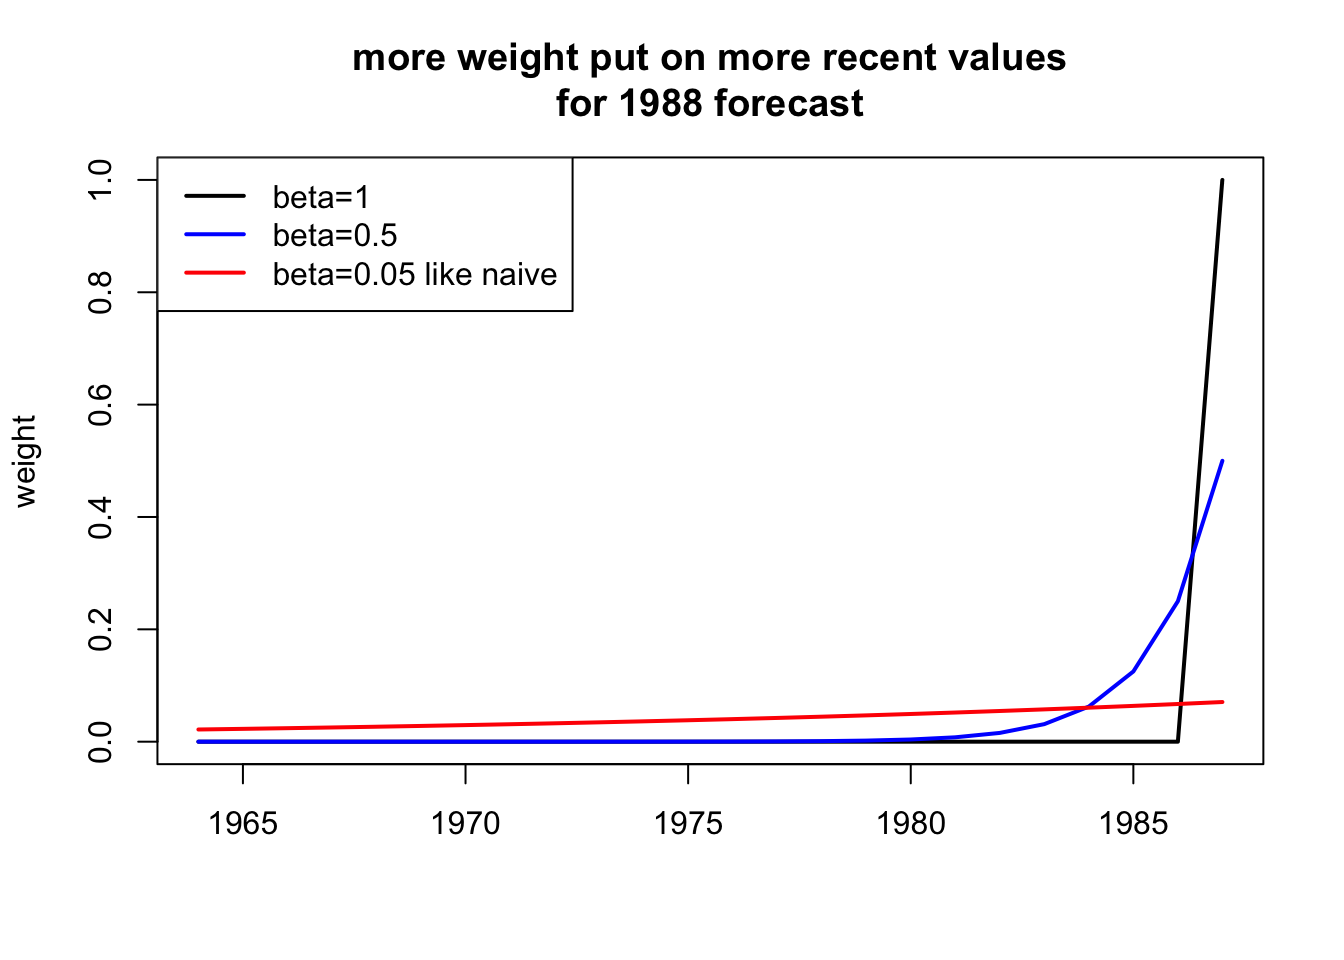 more weight put on more recent values
for 1988 forecast
beta=1
beta=0.5
beta=0.05 like naive
weight
1.0
0.8
0.6
0.4
0.2
0.0
1965 1970 1975 1980 1985